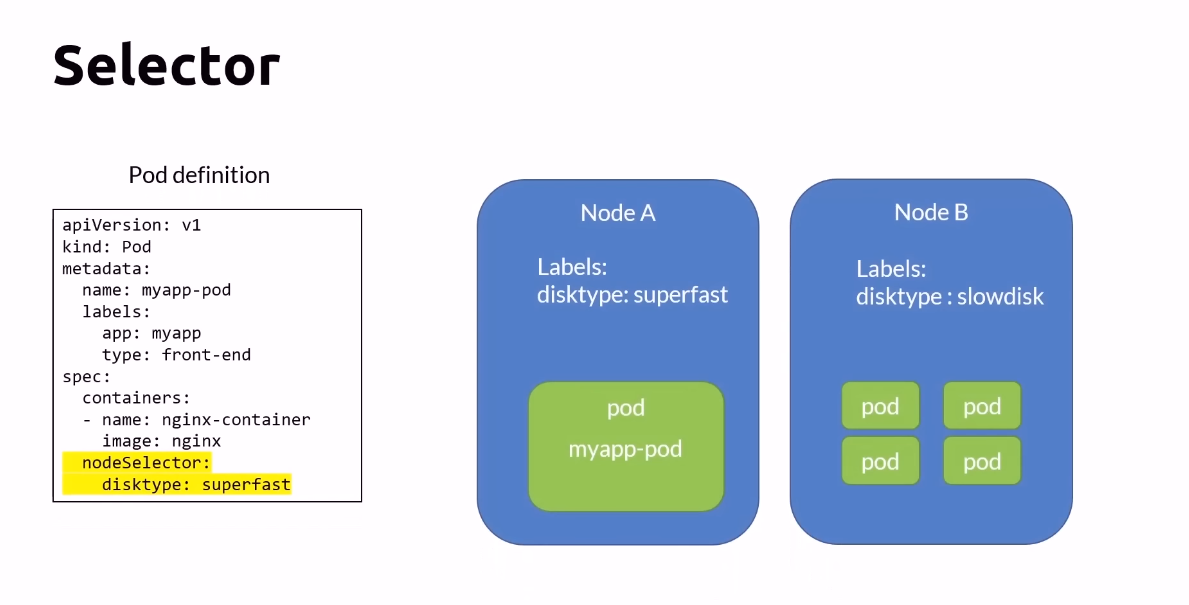 Selector
Pod definition
apiVersion: v1
kind: Pod
metadata:
  name: myapp-pod
  labels:
    app: myapp
    type: front-end
spec:
  containers:
  - name: nginx-container
    image: nginx
  nodeSelector:
    disktype: superfast
Node A
Labels:
disktype: superfast
pod
myapp-pod
Node B
Labels:
disktype : slowdisk
pod pod
pod pod